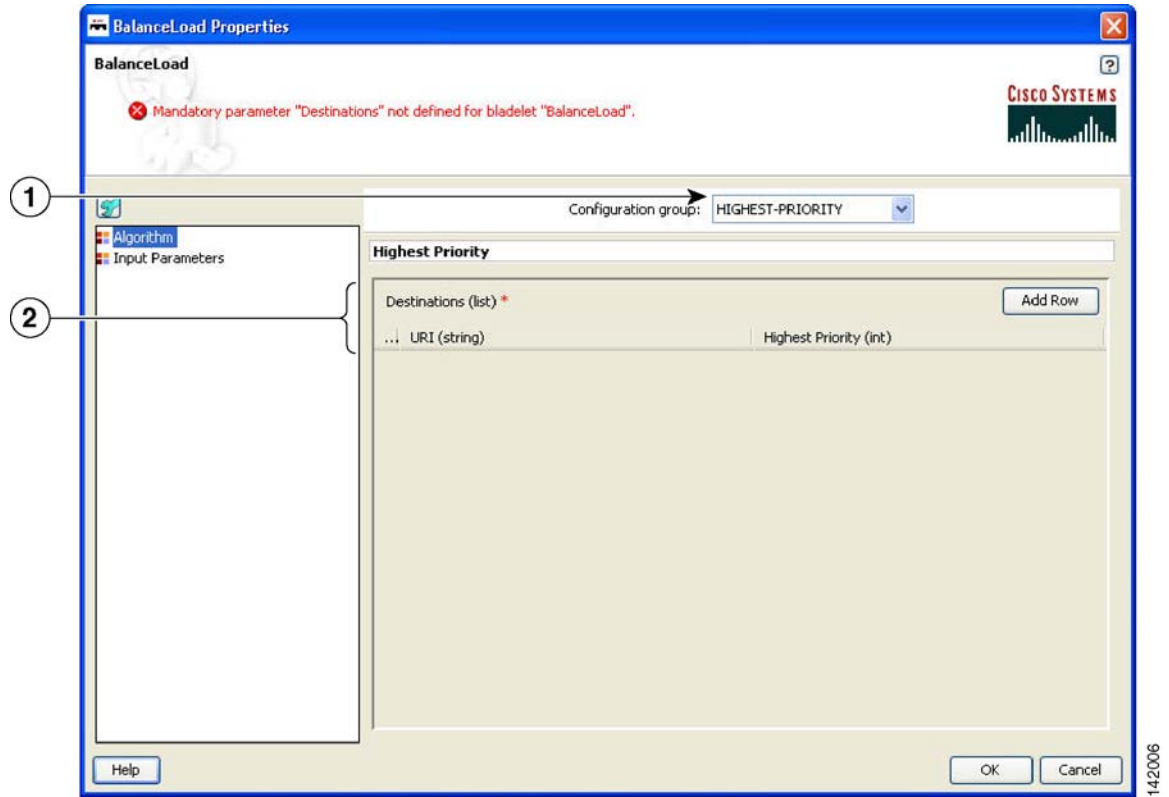 BalanceLoad Properties
BalanceLoad
Mandatory parameter "Destinations" not defined for bladelet "BalanceLoad".
CISCO SYSTEMS
1
Configuration group: HIGHEST-PRIORITY
Algorithm
Input Parameters
Highest Priority
2
Destinations (list) *
Add Row
... URI (string) Highest Priority (int)
Help
OK
Cancel
142006